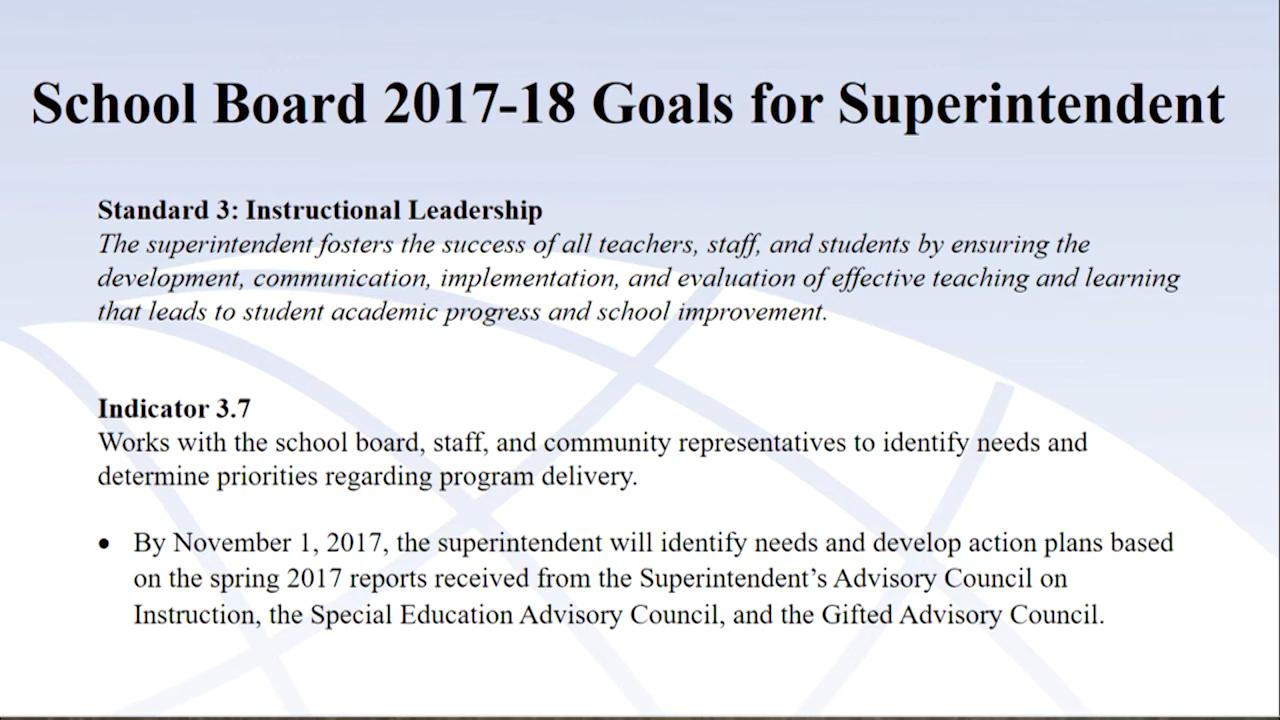 School Board 2017-18 Goals for Superintendent
Standard 3: Instructional Leadership
The superintendent fosters the success of all teachers, staff, and students by ensuring the
development, communication, implementation, and evaluation of effective teaching and learning
that leads to student academic progress and school improvement.
Indicator 3.7
Works with the school board, staff, and community representatives to identify needs and
determine priorities regarding program delivery.
• By November 1, 2017, the superintendent will identify needs and develop action plans based
on the spring 2017 reports received from the Superintendent’s Advisory Council on
Instruction, the Special Education Advisory Council, and the Gifted Advisory Council.